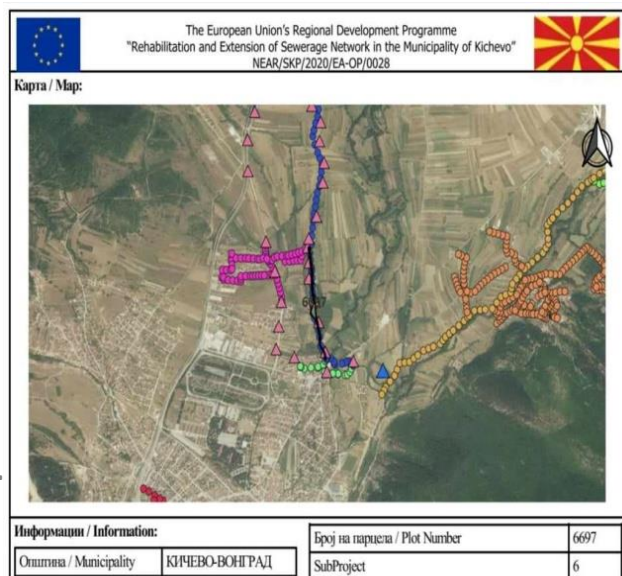 The European Union's Regional Development Programme
"Rehabilitation and Extension of Sewerage Network in the Municipality of Kichevo"
NEAR/SKP/2020/EA-OP/0028
Карта / Map:
6697
Информации / Information:
Општина / Municipality КИЧЕВО-ВОНГРАД
Број на парцела / Plot Number 6697
SubProject 6